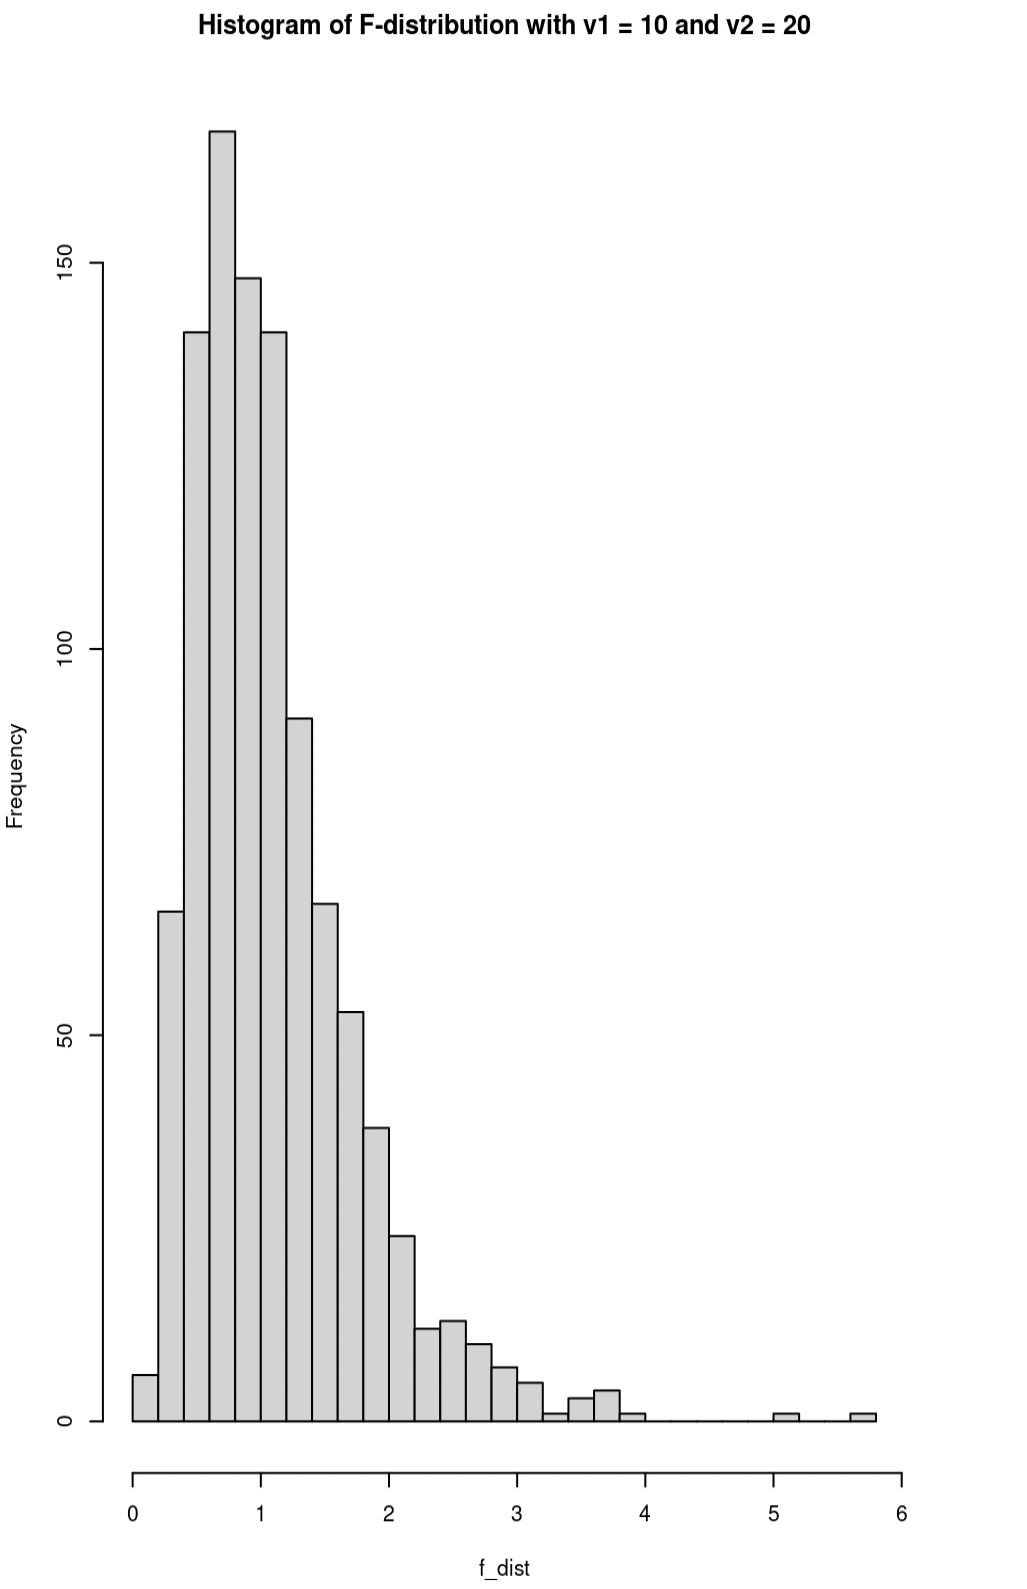 Histogram of F-distribution with v1 = 10 and v2 = 20
Frequency
150
100
50
0
0 1 2 3 4 5 6
f_dist